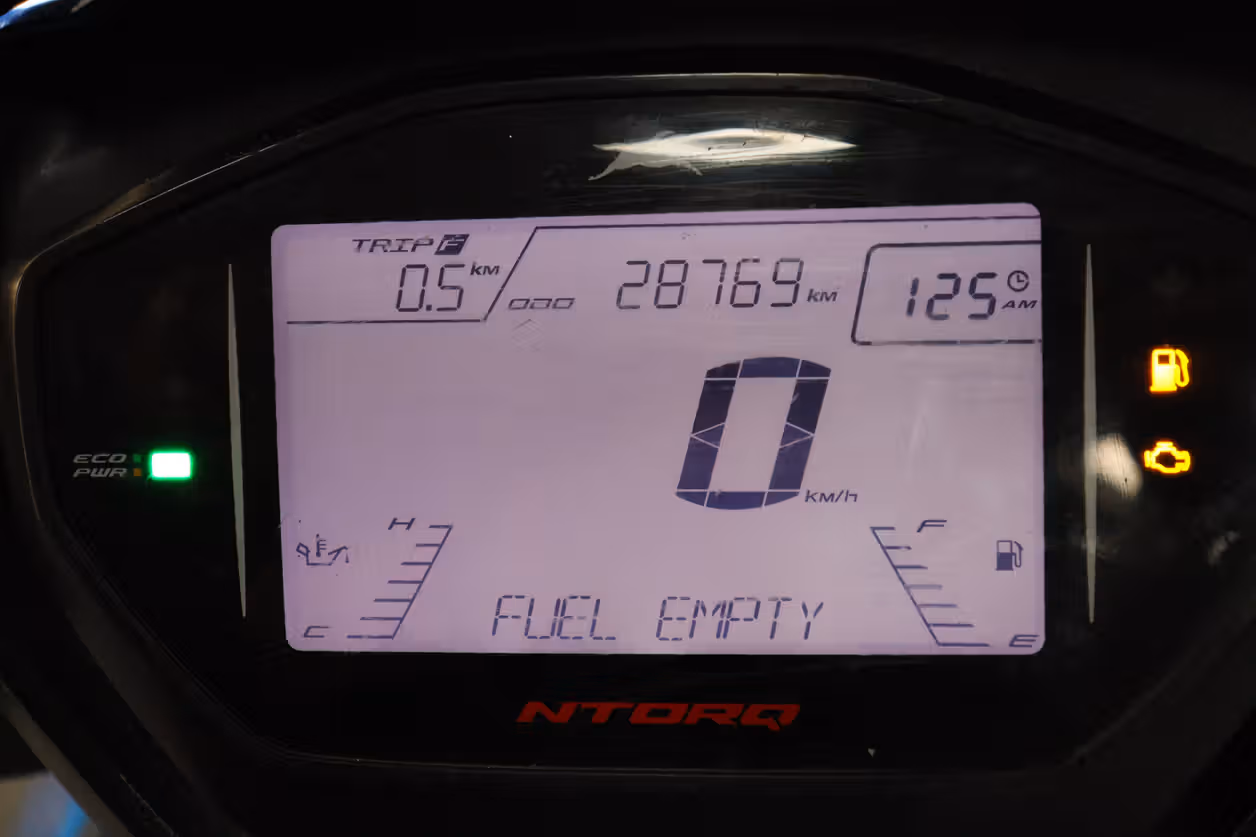 TRIP F
0.5 KM
ODO 28769 KM
125 AM
ECO
PWR
0 KM/H
H
F
C
E
FUEL EMPTY
NTORQ